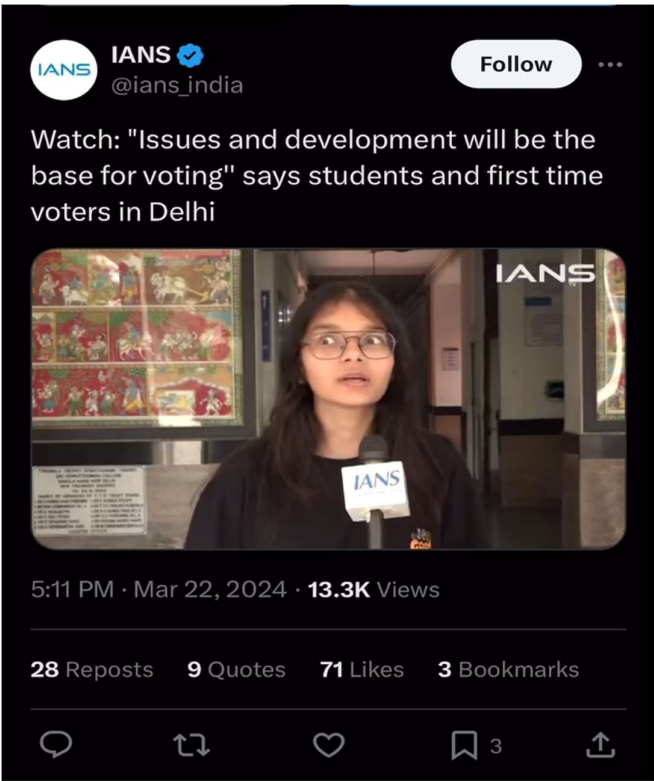 IANS
IANS
@ians_india
Follow
Watch: "Issues and development will be the
base for voting" says students and first time
voters in Delhi
IANS
IANS
5:11 PM · Mar 22, 2024 · 13.3K Views
28 Reposts 9 Quotes 71 Likes 3 Bookmarks
3